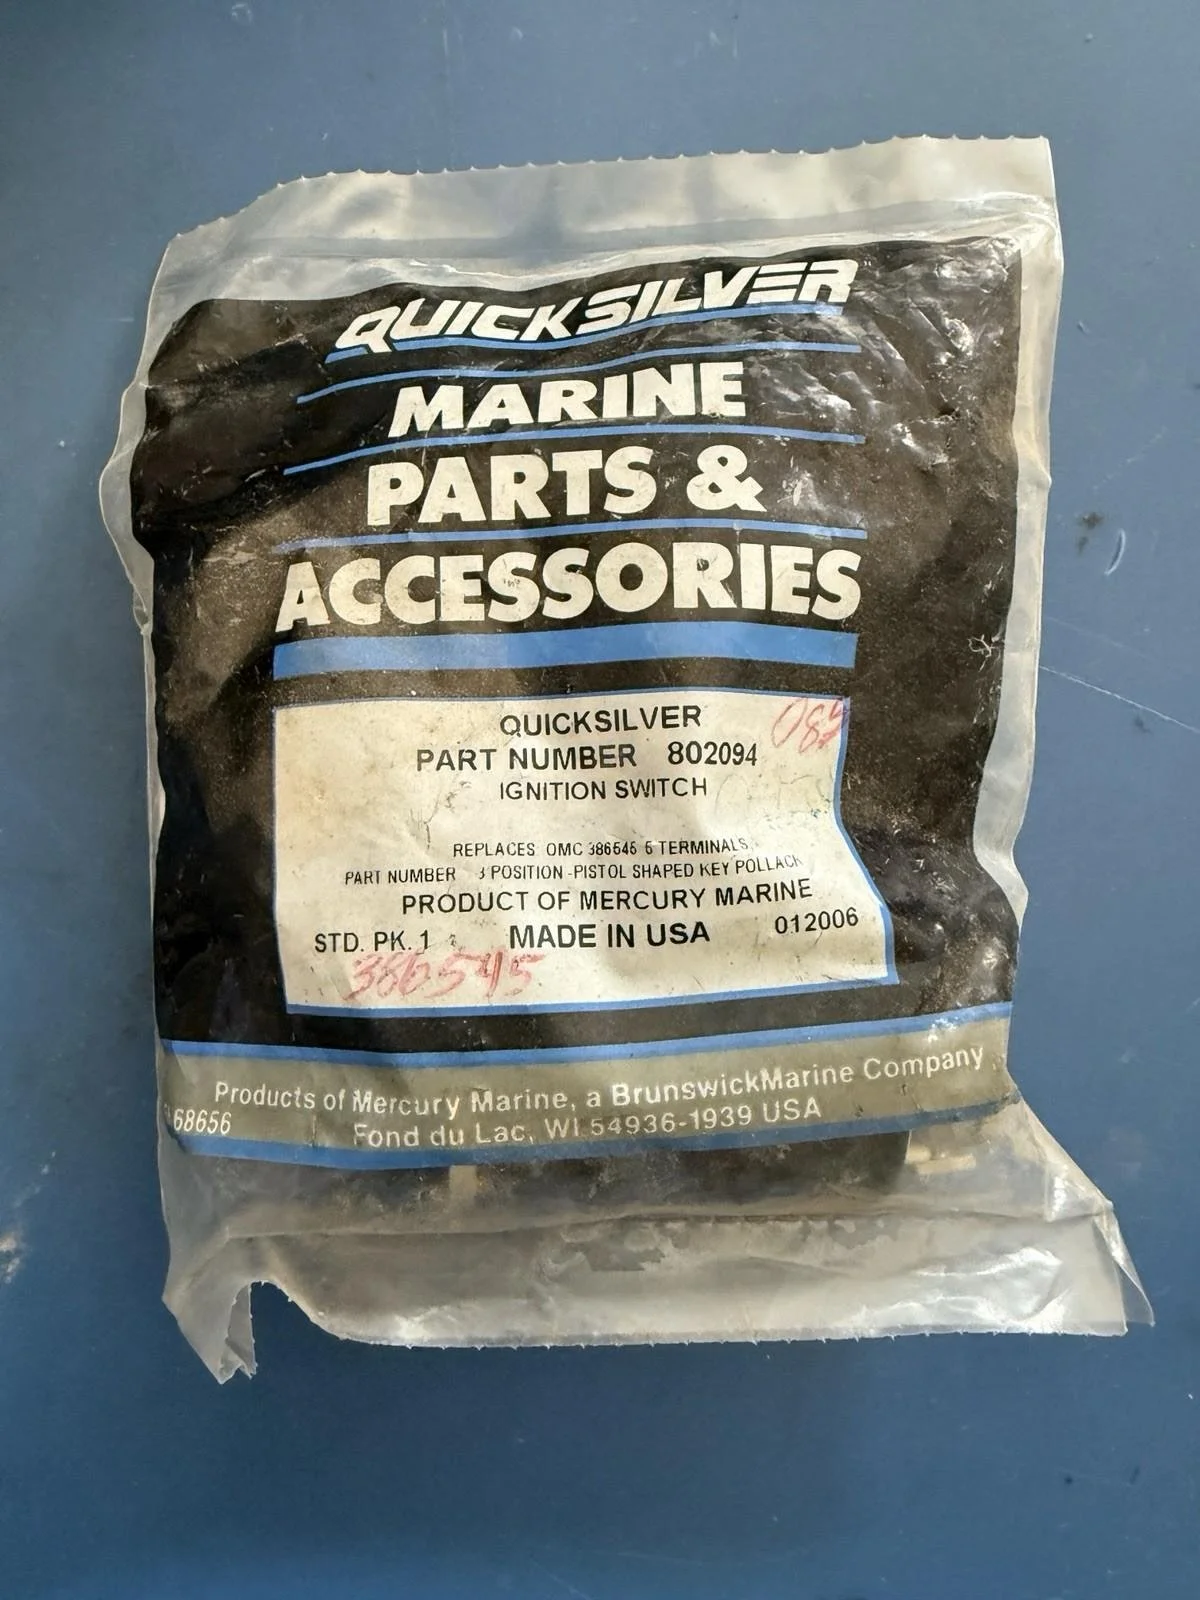 QUICKSILVER
MARINE
PARTS &
ACCESSORIES
QUICKSILVER
PART NUMBER 802094
IGNITION SWITCH
REPLACES OMC 386545 6 TERMINALS
PART NUMBER 3 POSITION -PISTOL SHAPED KEY POLLACK
PRODUCT OF MERCURY MARINE
STD. PK. 1 MADE IN USA 012006
386545
Products of Mercury Marine, a BrunswickMarine Company
68656 Fond du Lac, WI 54936-1939 USA